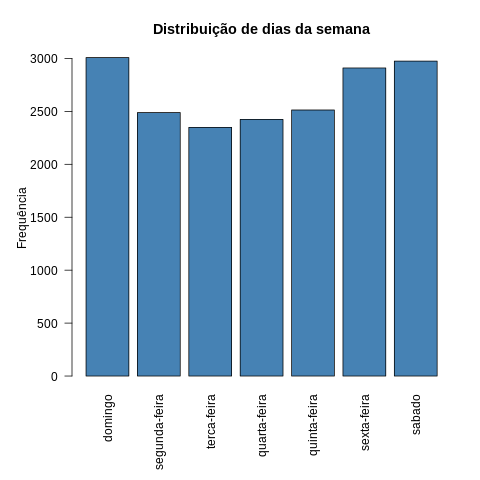 Distribuição de dias da semana
Frequência
3000
2500
2000
1500
1000
500
0
domingo
segunda-feira
terca-feira
quarta-feira
quinta-feira
sexta-feira
sabado